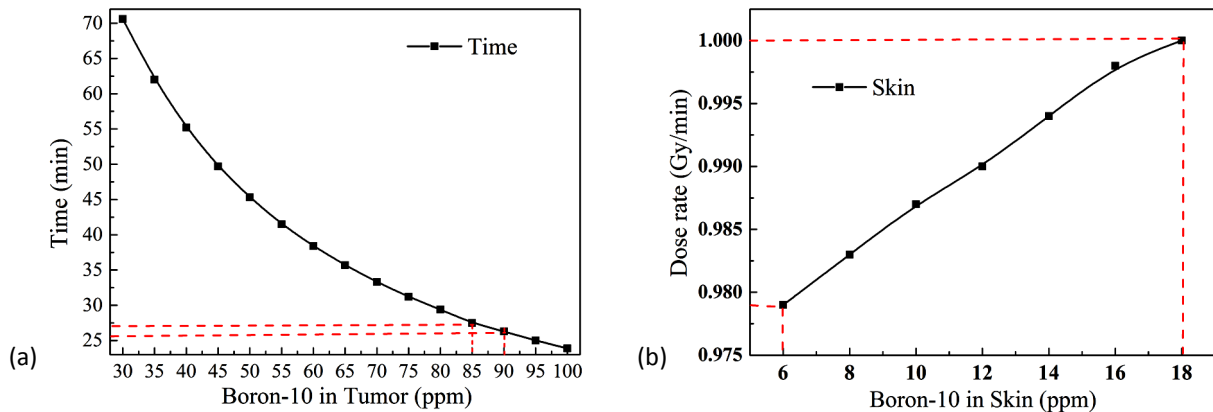 Time
Time (min)
70
65
60
55
50
45
40
35
30
25
30 35 40 45 50 55 60 65 70 75 80 85 90 95 100
Boron-10 in Tumor (ppm)
(a)
Skin
Dose rate (Gy/min)
1.000
0.995
0.990
0.985
0.980
0.975
6 8 10 12 14 16 18
Boron-10 in Skin (ppm)
(b)